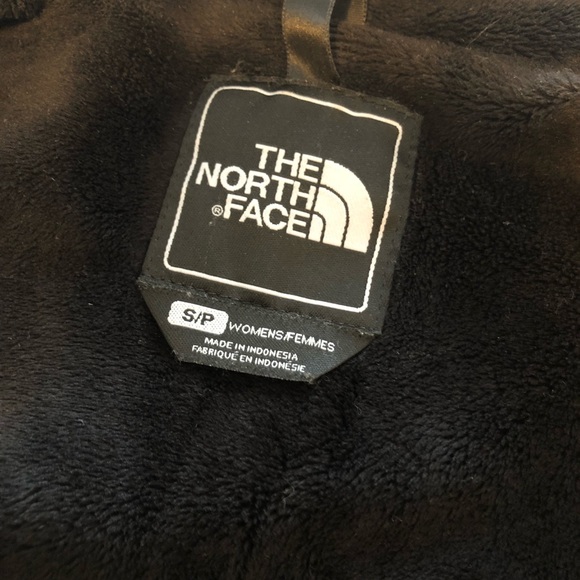 THE
NORTH
®FACE
S/P WOMENS/FEMMES
MADE IN INDONESIA
FABRIQUÉ EN INDONÉSIE